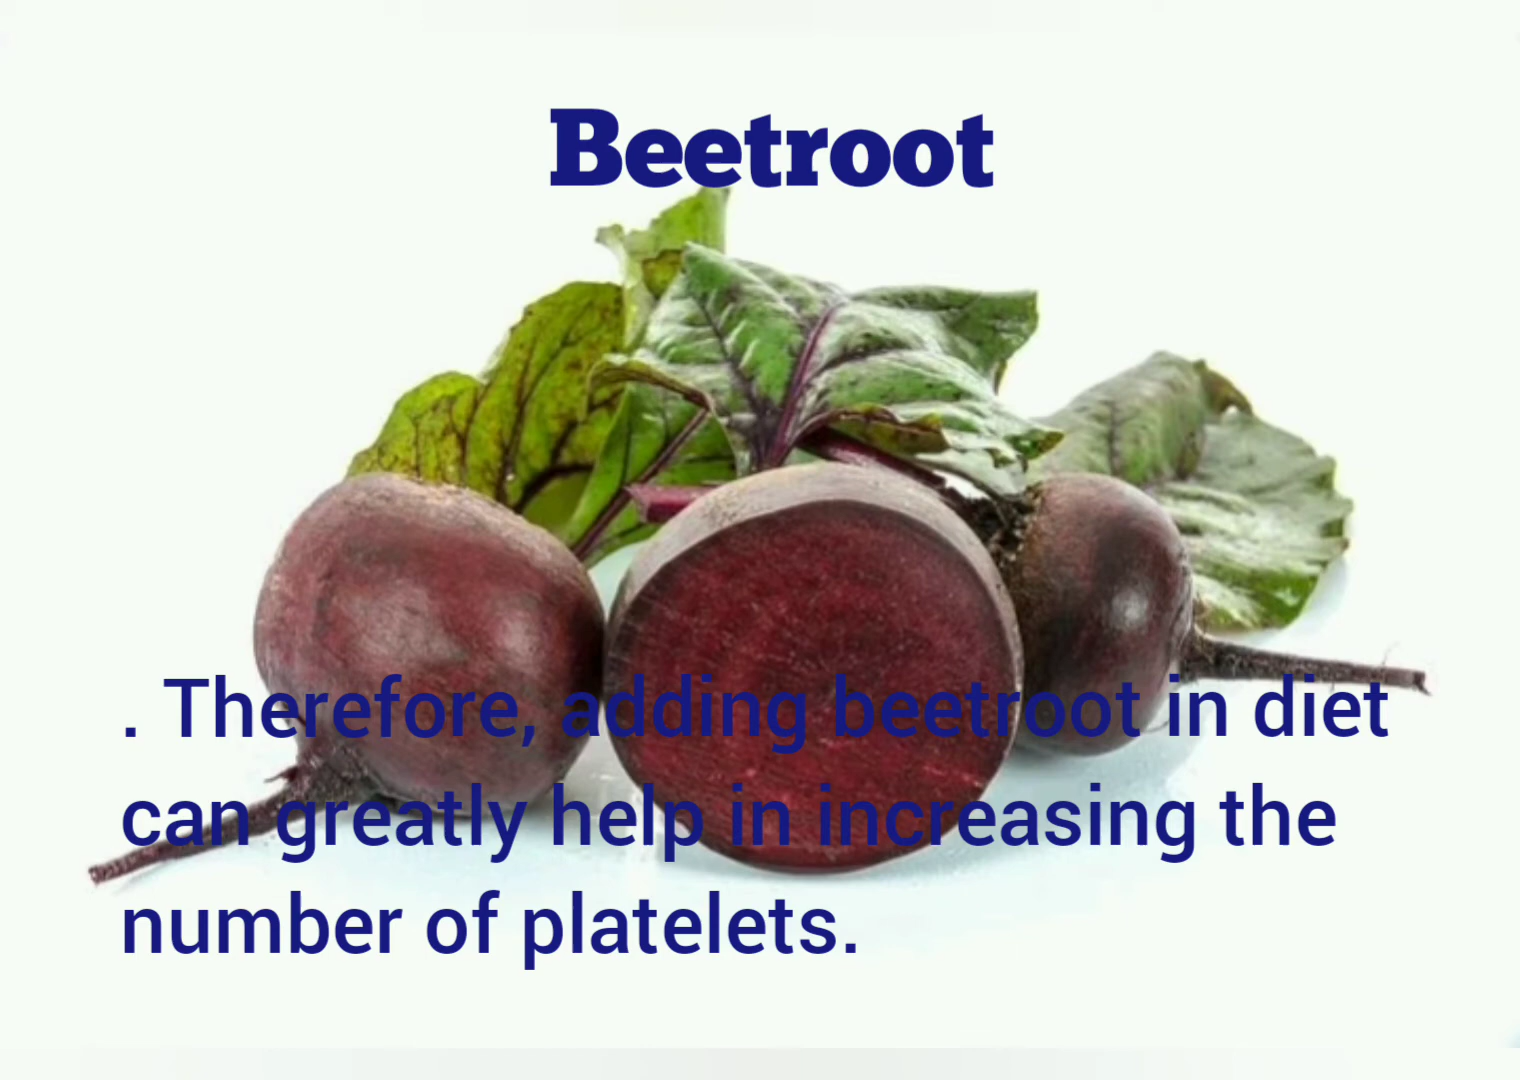 Beetroot
. Therefore, adding beetroot in diet
can greatly help in increasing the
number of platelets.